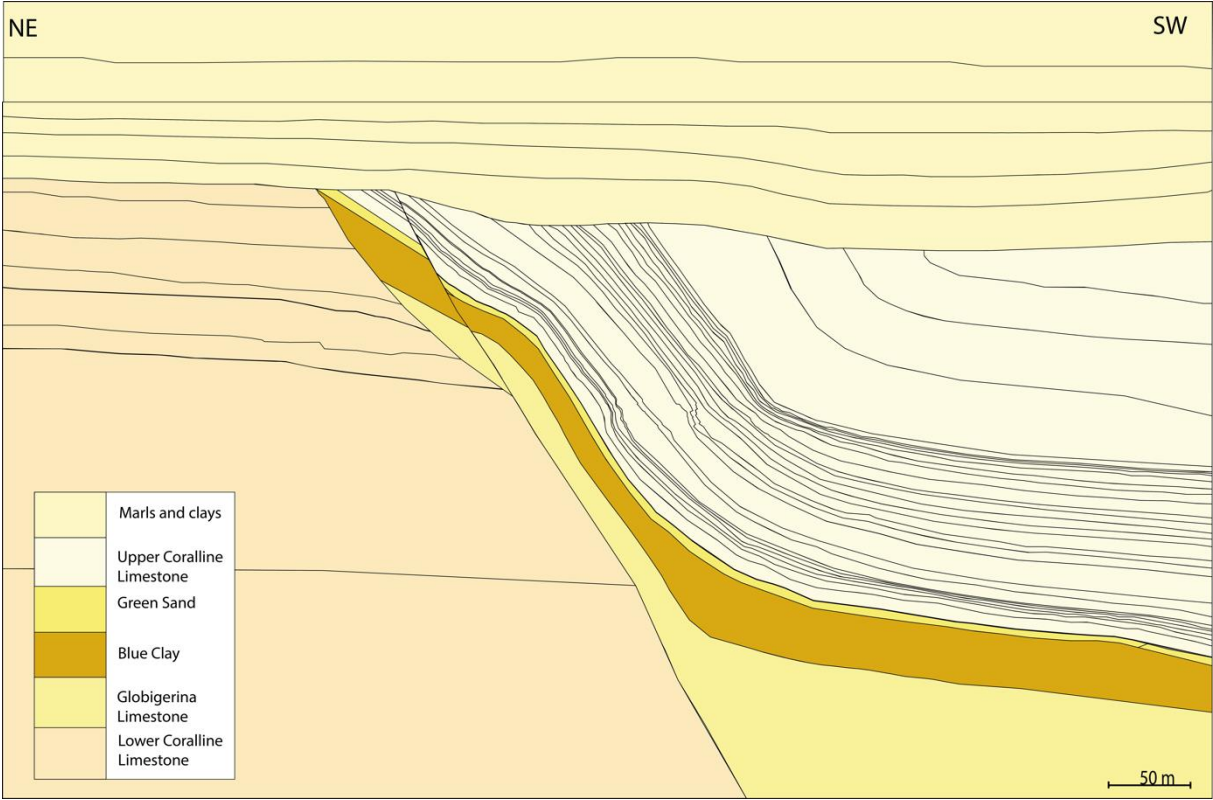 NE
SW
Marls and clays
Upper Coralline
Limestone
Green Sand
Blue Clay
Globigerina
Limestone
Lower Coralline
Limestone
50 m